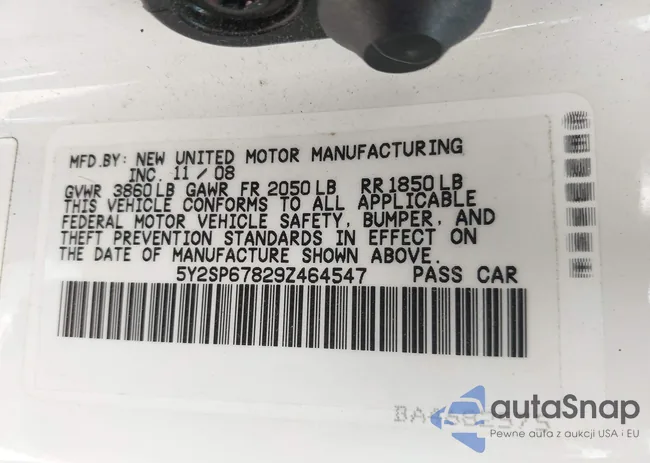 MFD.BY: NEW UNITED MOTOR MANUFACTURING
INC. 11/08
GVWR 3860LB GAWR FR 2050LB RR1850LB
THIS VEHICLE CONFORMS TO ALL APPLICABLE
FEDERAL MOTOR VEHICLE SAFETY, BUMPER, AND
THEFT PREVENTION STANDARDS IN EFFECT ON
THE DATE OF MANUFACTURE SHOWN ABOVE.
5Y2SP67829Z464547 PASS CAR
autoSnap
Pewne auta z aukcji USA i EU